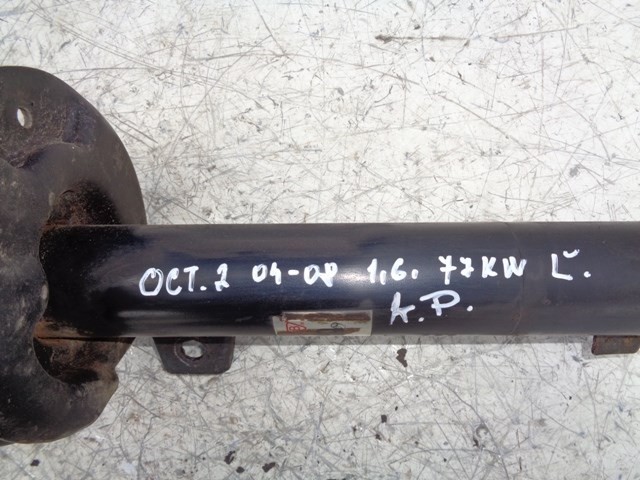 OCT. 2 04-08 1,6. 77KW Ľ.
A.P.